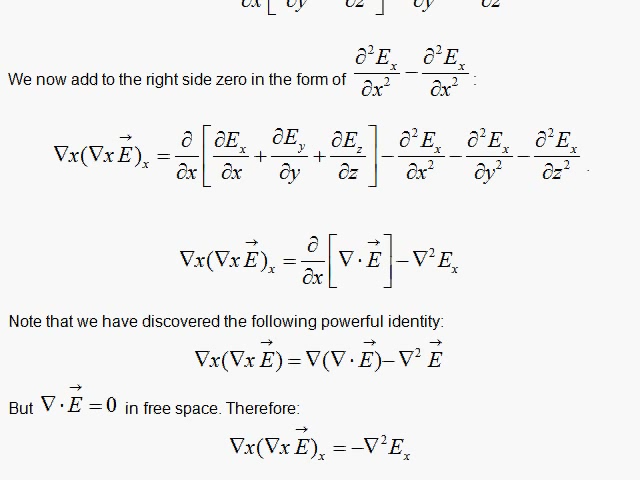 We now add to the right side zero in the form of ∂²Eₓ/∂x² − ∂²Eₓ/∂x² :
∇x(∇x E⃗)ₓ = ∂/∂x [ ∂Eₓ/∂x + ∂E_y/∂y + ∂E_z/∂z ] − ∂²Eₓ/∂x² − ∂²Eₓ/∂y² − ∂²Eₓ/∂z² .
∇x(∇x E⃗)ₓ = ∂/∂x [ ∇ · E⃗ ] − ∇²Eₓ
Note that we have discovered the following powerful identity:
∇x(∇x E⃗) = ∇(∇ · E⃗) − ∇² E⃗
But ∇ · E⃗ = 0 in free space. Therefore:
∇x(∇x E⃗)ₓ = −∇²Eₓ